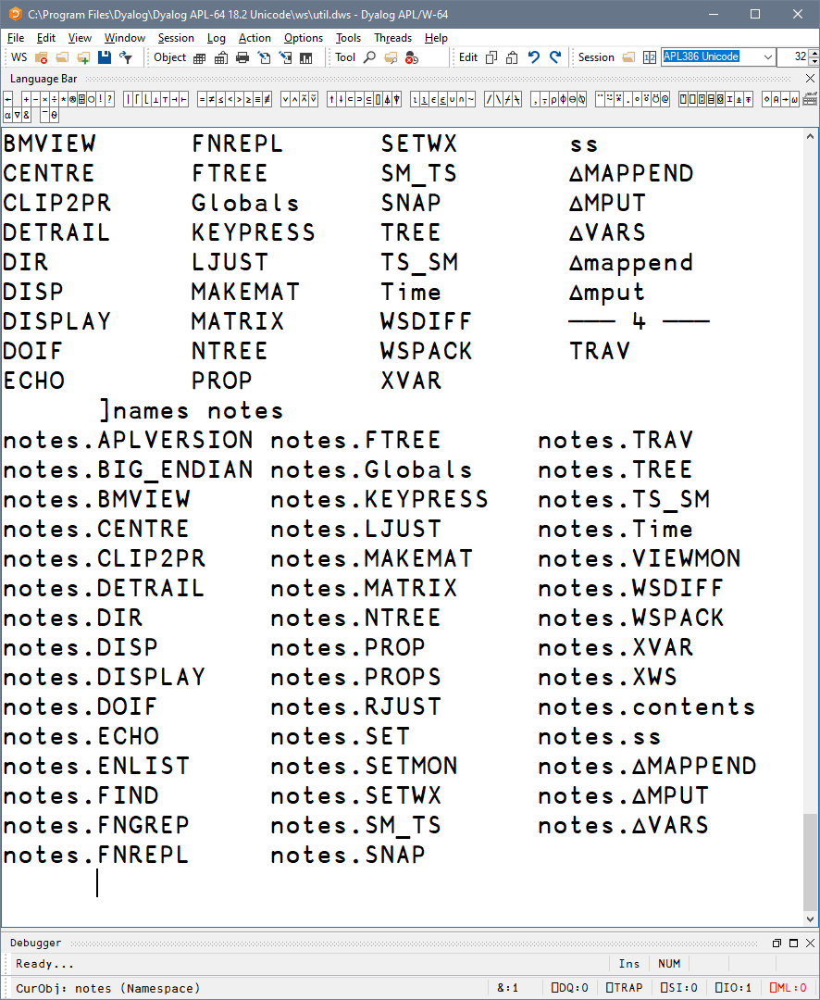 C:\Program Files\Dyalog\Dyalog APL-64 18.2 Unicode\ws\util.dws - Dyalog APL/W-64
File Edit View Window Session Log Action Options Tools Threads Help
WS Object Tool Edit Session APL386 Unicode 32
Language Bar
← + - × ÷ * ⍟ ⌹ ○ ! ? | ⌈ ⌊ ⊥ ⊤ ⊣ ⊢ = ≠ ≤ < > ≥ ≡ ≢ ∨ ∧ ⍲ ⍱ ↑ ↓ ⊂ ⊃ ⊆ ⌷ ⍋ ⍒ ⍳ ⍸ ∊ ⍷ ∪ ∩ ~ / \ ⌿ ⍀ , ⍪ ⍴ ⌽ ⊖ ⍉ ¨ ⍨ ⍣ . ∘ ⍤ ⍥ @ ⌶ ⍎ ⍕ ⋄ ⍝ → ⍵
⍺ ∇ & ¯ ⍬
BMVIEW FNREPL SETWX ss
CENTRE FTREE SM_TS ∆MAPPEND
CLIP2PR Globals SNAP ∆MPUT
DETRAIL KEYPRESS TREE ∆VARS
DIR LJUST TS_SM ∆mappend
DISP MAKEMAT Time ∆mput
DISPLAY MATRIX WSDIFF ─── 4 ───
DOIF NTREE WSPACK TRAV
ECHO PROP XVAR
]names notes
notes.APLVERSION notes.FTREE notes.TRAV
notes.BIG_ENDIAN notes.Globals notes.TREE
notes.BMVIEW notes.KEYPRESS notes.TS_SM
notes.CENTRE notes.LJUST notes.Time
notes.CLIP2PR notes.MAKEMAT notes.VIEWMON
notes.DETRAIL notes.MATRIX notes.WSDIFF
notes.DIR notes.NTREE notes.WSPACK
notes.DISP notes.PROP notes.XVAR
notes.DISPLAY notes.PROPS notes.XWS
notes.DOIF notes.RJUST notes.contents
notes.ECHO notes.SET notes.ss
notes.ENLIST notes.SETMON notes.∆MAPPEND
notes.FIND notes.SETWX notes.∆MPUT
notes.FNGREP notes.SM_TS notes.∆VARS
notes.FNREPL notes.SNAP
Debugger
Ready... Ins NUM
CurObj: notes (Namespace) &:1 ⎕DQ:0 ⎕TRAP ⎕SI:0 ⎕IO:1 ⎕ML:0